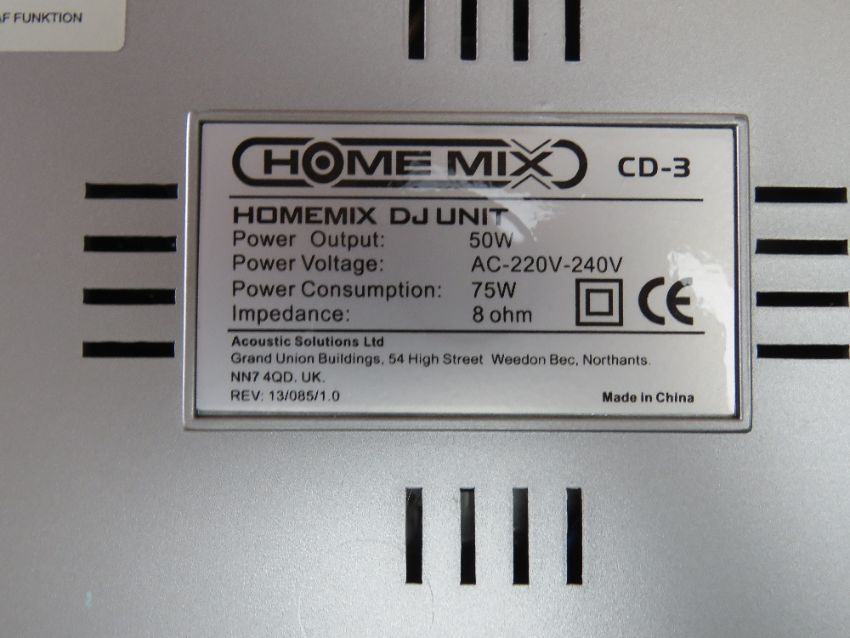 AF FUNKTION
HOME MIX CD-3
HOMEMIX DJ UNIT
Power Output: 50W
Power Voltage: AC-220V-240V
Power Consumption: 75W
Impedance: 8 ohm
CE
Acoustic Solutions Ltd
Grand Union Buildings, 54 High Street Weedon Bec, Northants.
NN7 4QD. UK.
REV: 13/085/1.0 Made in China